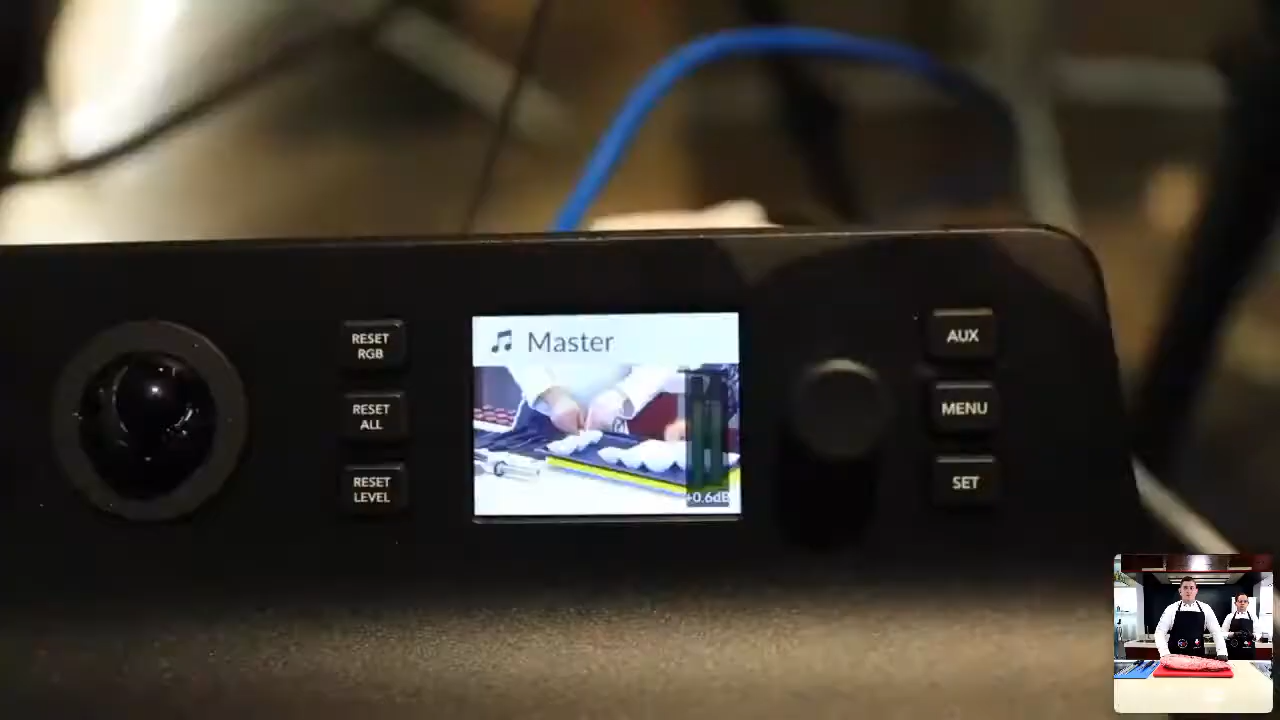 RESET
RGB
RESET
ALL
RESET
LEVEL
Master
+0.6dB
AUX
MENU
SET